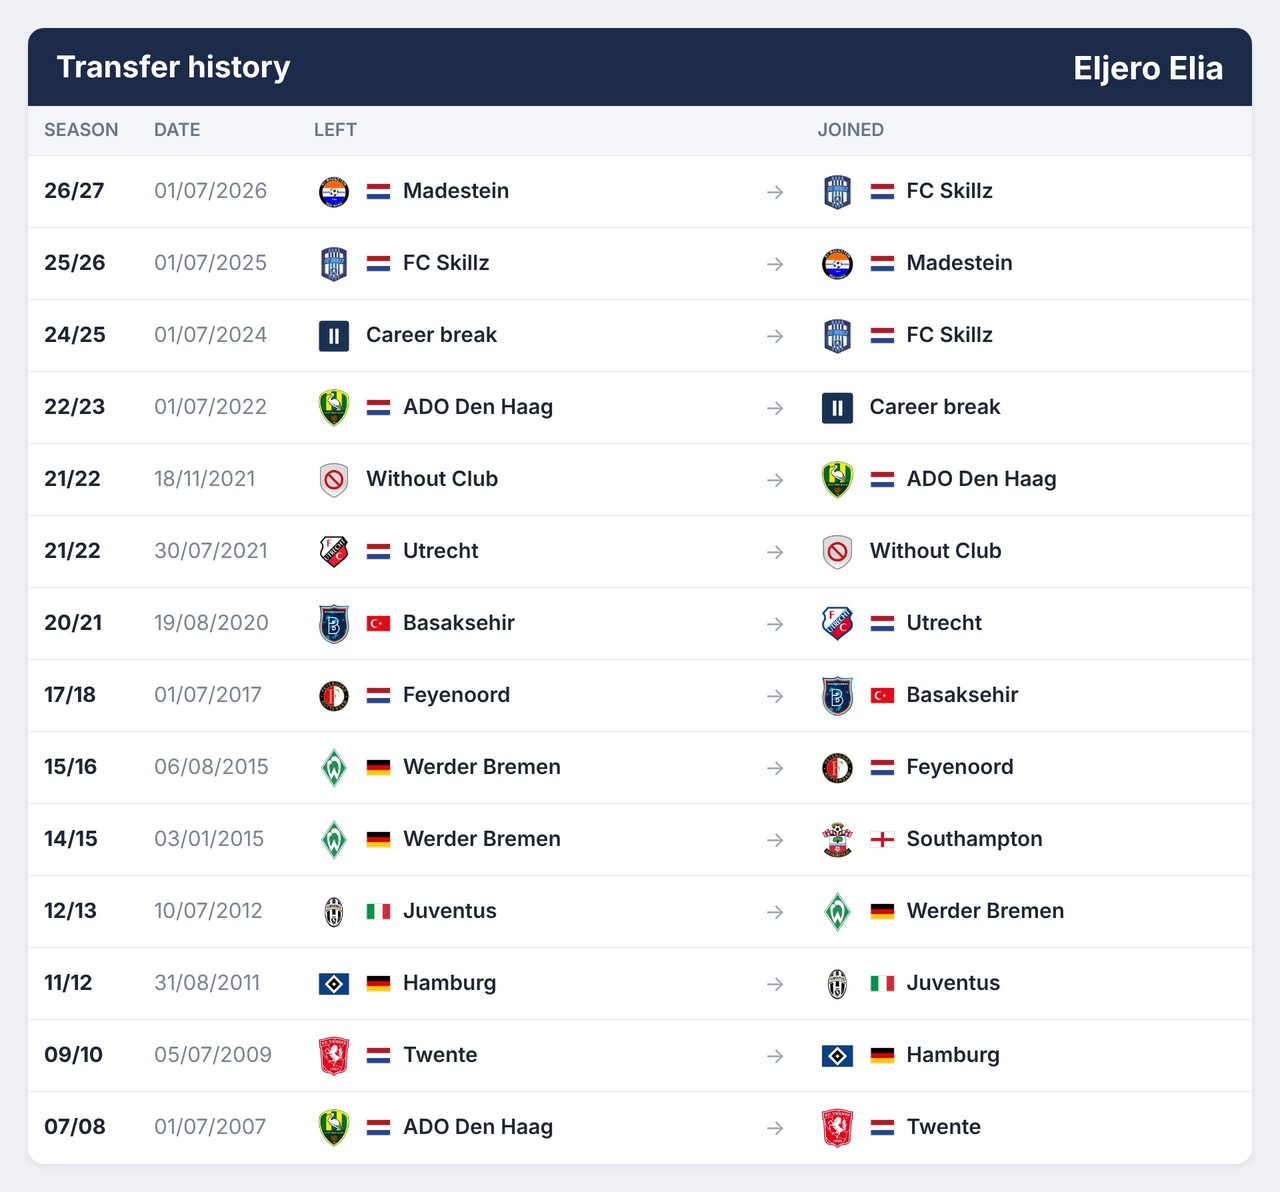 Transfer history Eljero Elia
SEASON DATE LEFT JOINED
26/27 01/07/2026 Madestein → FC Skillz
25/26 01/07/2025 FC Skillz → Madestein
24/25 01/07/2024 Career break → FC Skillz
22/23 01/07/2022 ADO Den Haag → Career break
21/22 18/11/2021 Without Club → ADO Den Haag
21/22 30/07/2021 Utrecht → Without Club
20/21 19/08/2020 Basaksehir → Utrecht
17/18 01/07/2017 Feyenoord → Basaksehir
15/16 06/08/2015 Werder Bremen → Feyenoord
14/15 03/01/2015 Werder Bremen → Southampton
12/13 10/07/2012 Juventus → Werder Bremen
11/12 31/08/2011 Hamburg → Juventus
09/10 05/07/2009 Twente → Hamburg
07/08 01/07/2007 ADO Den Haag → Twente